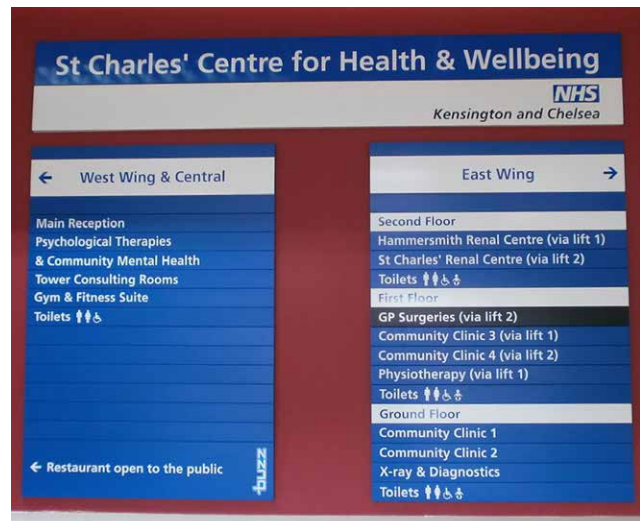 St Charles' Centre for Health & Wellbeing
NHS
Kensington and Chelsea
← West Wing & Central
Main Reception
Psychological Therapies
& Community Mental Health
Tower Consulting Rooms
Gym & Fitness Suite
Toilets
← Restaurant open to the public
buzz
East Wing →
Second Floor
Hammersmith Renal Centre (via lift 1)
St Charles' Renal Centre (via lift 2)
Toilets
First Floor
GP Surgeries (via lift 2)
Community Clinic 3 (via lift 1)
Community Clinic 4 (via lift 2)
Physiotherapy (via lift 1)
Toilets
Ground Floor
Community Clinic 1
Community Clinic 2
X-ray & Diagnostics
Toilets